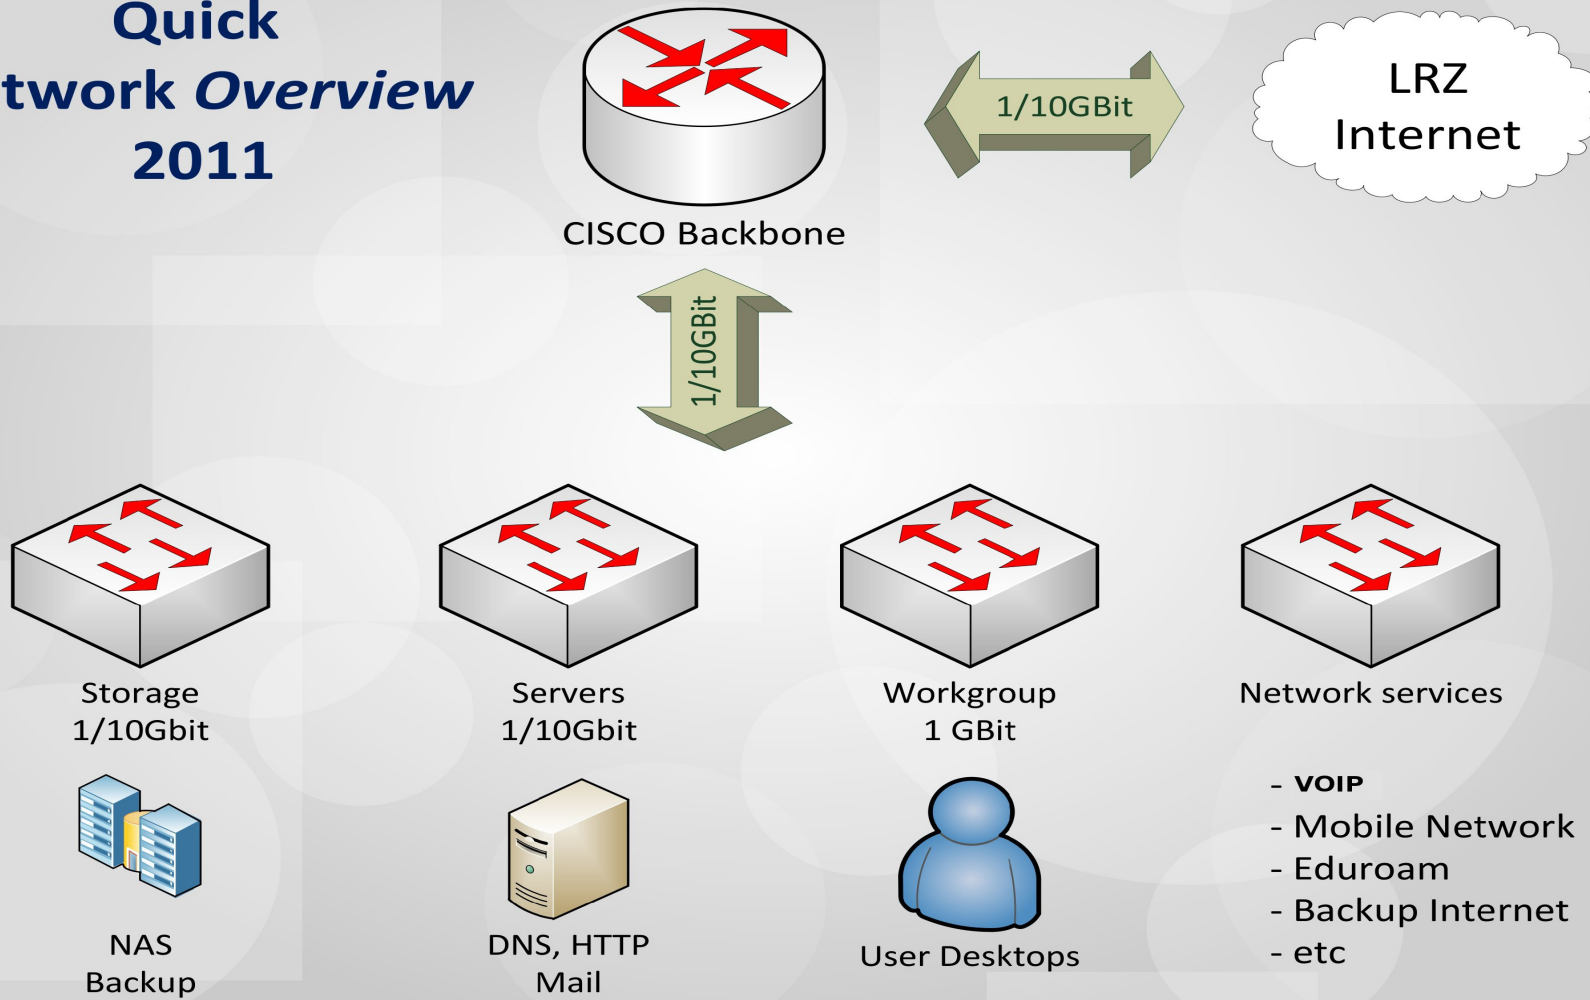 Quick
twork Overview
2011
1/10GBit
LRZ
Internet
CISCO Backbone
1/10GBit
Storage
1/10Gbit
Servers
1/10Gbit
Workgroup
1 GBit
Network services
NAS
Backup
DNS, HTTP
Mail
User Desktops
- VOIP
- Mobile Network
- Eduroam
- Backup Internet
- etc